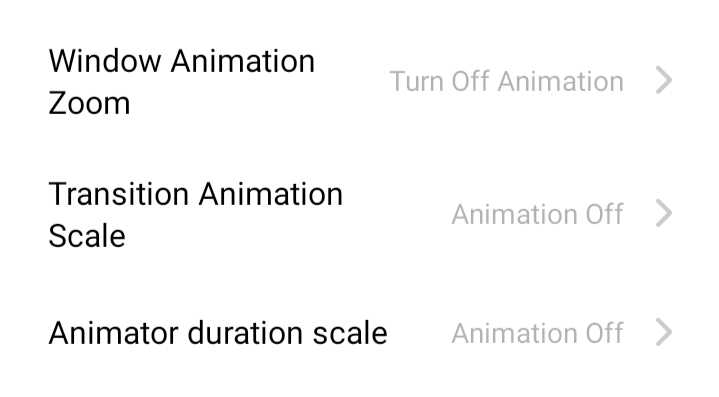 Window Animation
Zoom
Turn Off Animation
Transition Animation
Scale
Animation Off
Animator duration scale
Animation Off